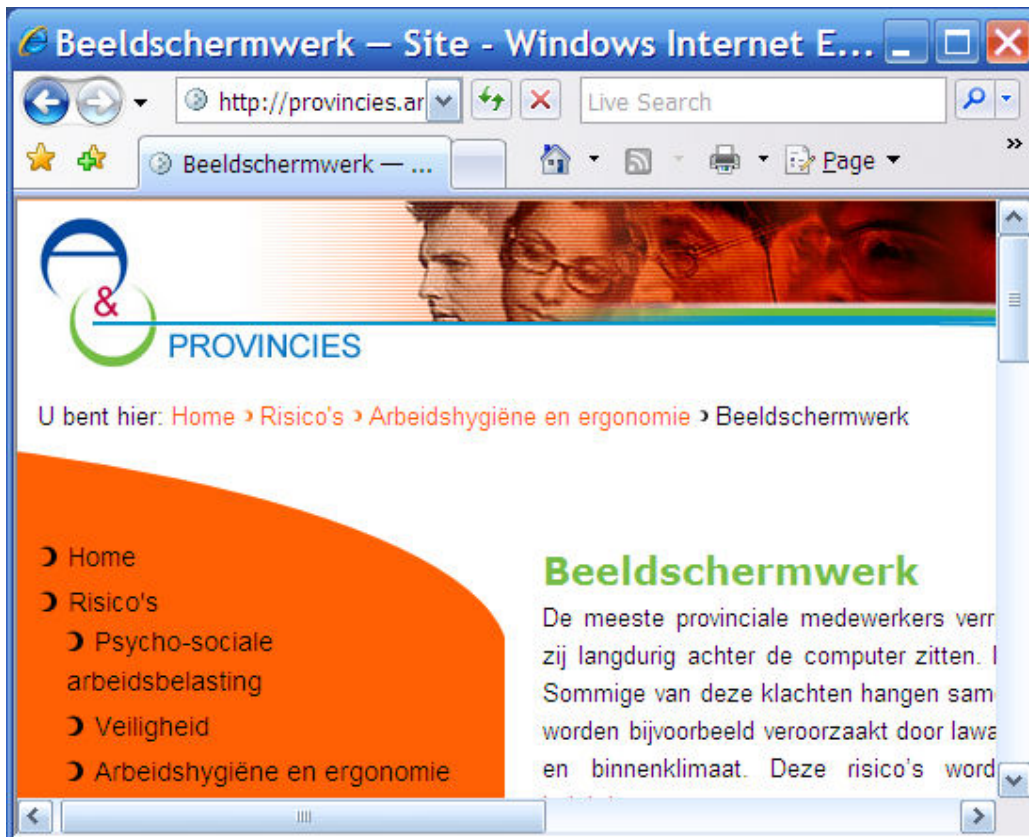 Beeldschermwerk — Site - Windows Internet E...
http://provincies.ar
Live Search
Beeldschermwerk — ...
Page
»
A
&
PROVINCIES
U bent hier: Home › Risico's › Arbeidshygiëne en ergonomie › Beeldschermwerk
Home
Risico's
Psycho-sociale
arbeidsbelasting
Veiligheid
Arbeidshygiëne en ergonomie
Beeldschermwerk
De meeste provinciale medewerkers verr
zij langdurig achter de computer zitten.
Sommige van deze klachten hangen sam
worden bijvoorbeeld veroorzaakt door lawa
en binnenklimaat. Deze risico's word